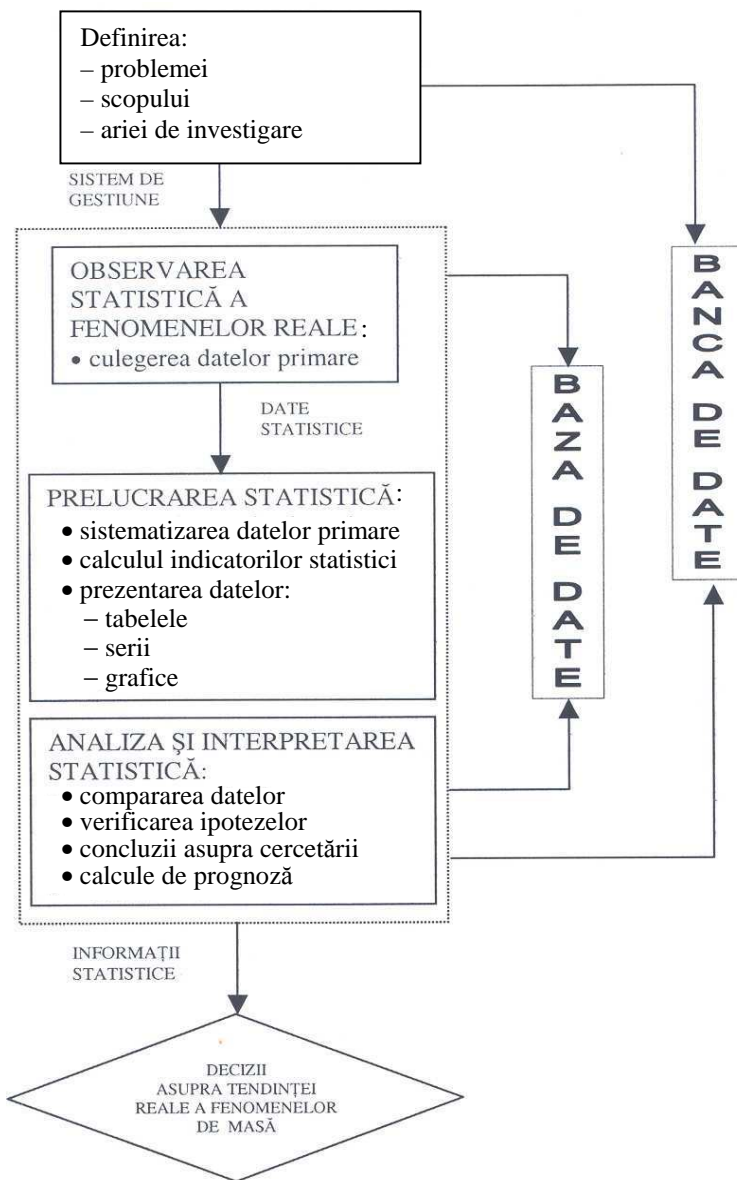 Definirea:
– problemei
– scopului
– ariei de investigare
SISTEM DE
GESTIUNE
OBSERVAREA
STATISTICĂ A
FENOMENELOR REALE:
• culegerea datelor primare
DATE
STATISTICE
PRELUCRAREA STATISTICĂ:
• sistematizarea datelor primare
• calculul indicatorilor statistici
• prezentarea datelor:
– tabelele
– serii
– grafice
ANALIZA ŞI INTERPRETAREA
STATISTICĂ:
• compararea datelor
• verificarea ipotezelor
• concluzii asupra cercetării
• calcule de prognoză
BAZA DE DATE
BANCA DE DATE
INFORMAŢII
STATISTICE
DECIZII
ASUPRA TENDINŢEI
REALE A FENOMENELOR
DE MASĂ